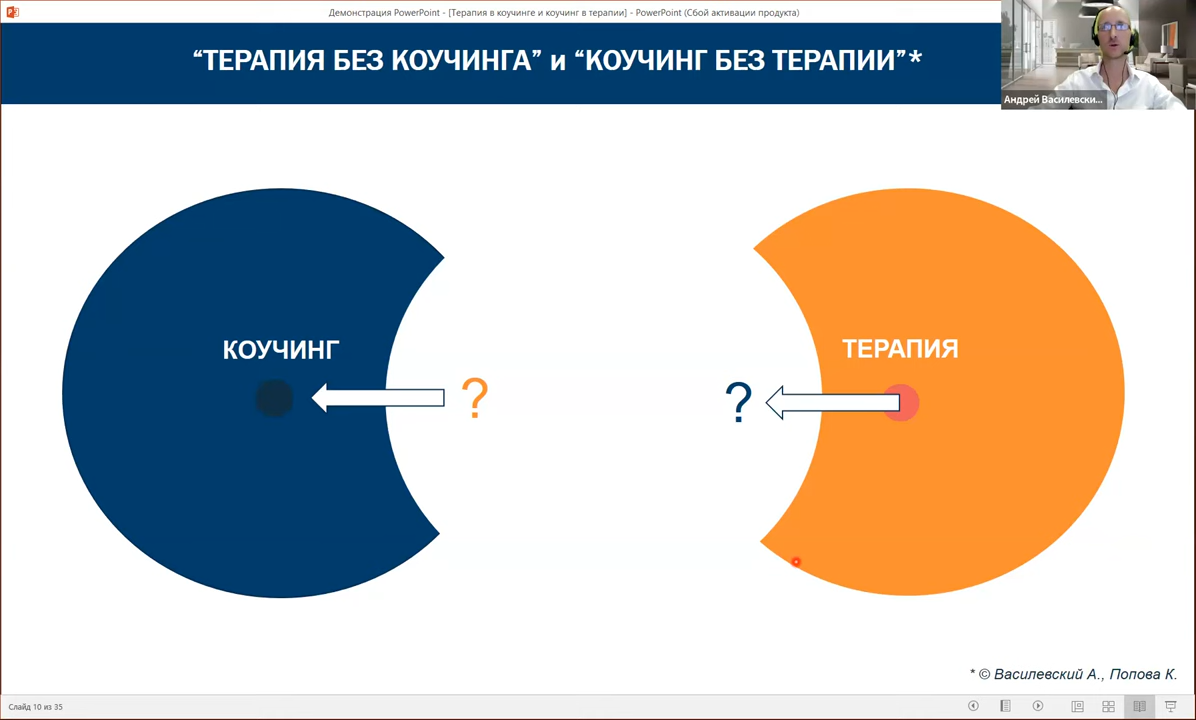 Демонстрация PowerPoint - [Терапия в коучинге и коучинг в терапии] - PowerPoint (Сбой активации продукта)
“ТЕРАПИЯ БЕЗ КОУЧИНГА” и “КОУЧИНГ БЕЗ ТЕРАПИИ”*
Андрей Василевски...
КОУЧИНГ
?
?
ТЕРАПИЯ
* © Василевский А., Попова К.
Слайд 10 из 35